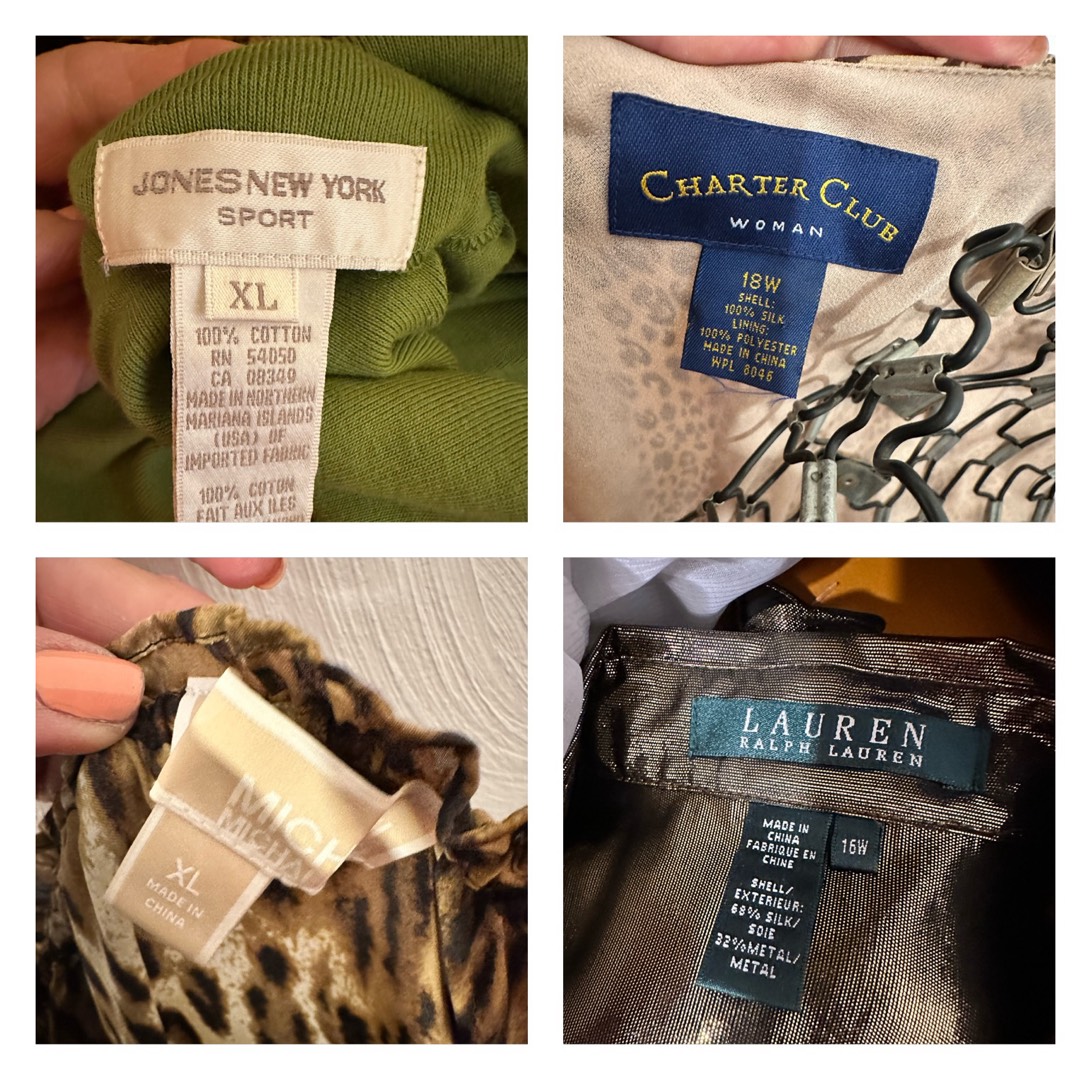 JONES NEW YORK
SPORT
XL
100% COTTON
RN 54050
CA 08349
MADE IN NORTHERN
MARIANA ISLANDS
(USA) OF
IMPORTED FABRIC
100% COTON
FAIT AUX ILES
CHARTER CLUB
WOMAN
18W
SHELL:
100% SILK
LINING:
100% POLYESTER
MADE IN CHINA
WPL 8046
MICH
MICHA
XL
MADE IN
CHINA
LAUREN
RALPH LAUREN
MADE IN
CHINA
FABRIQUE EN
CHINE
16W
SHELL/
EXTERIEUR:
68% SILK/
SOIE
32%METAL/
METAL